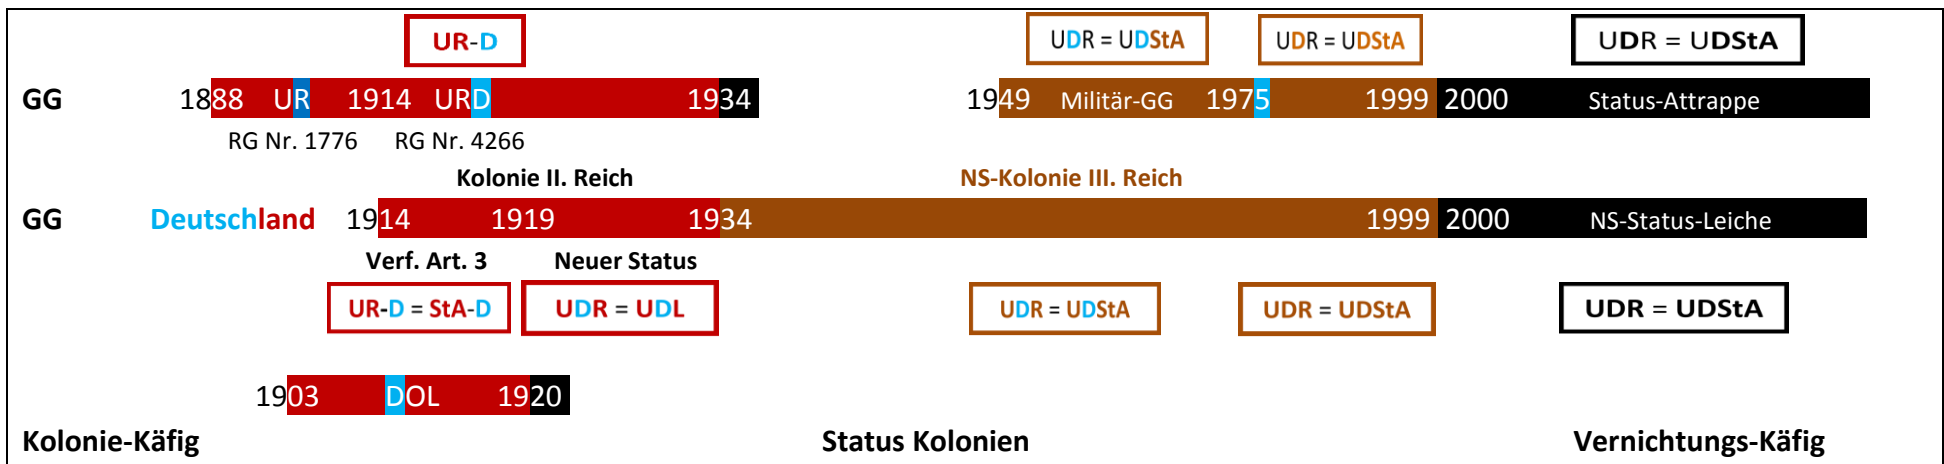 UR-D UDR = UDStA UDR = UDStA UDR = UDStA
GG 1888 UR 1914 URD 1934 1949 Militär-GG 1975 1999 2000 Status-Attrappe
RG Nr. 1776 RG Nr. 4266
Kolonie II. Reich NS-Kolonie III. Reich
GG Deutschland 1914 1919 1934 1999 2000 NS-Status-Leiche
Verf. Art. 3 Neuer Status
UR-D = StA-D UDR = UDL UDR = UDStA UDR = UDStA UDR = UDStA
1903 DOL 1920
Kolonie-Käfig Status Kolonien Vernichtungs-Käfig